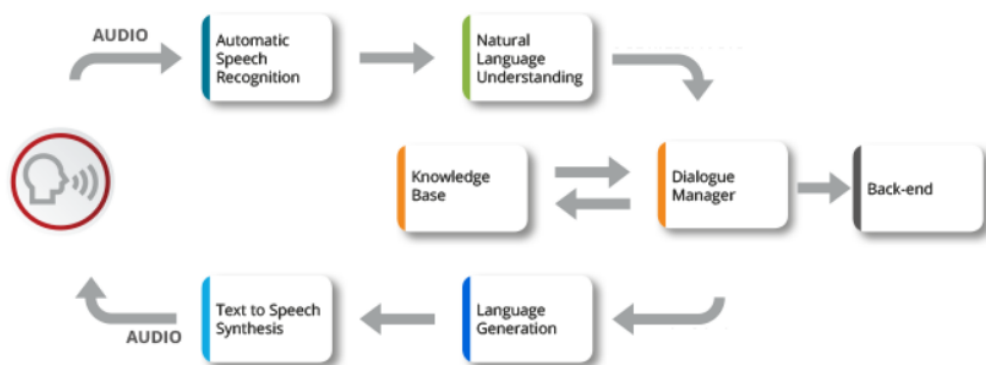 AUDIO
Automatic
Speech
Recognition
Natural
Language
Understanding
Knowledge
Base
Dialogue
Manager
Back-end
Text to Speech
Synthesis
Language
Generation
AUDIO